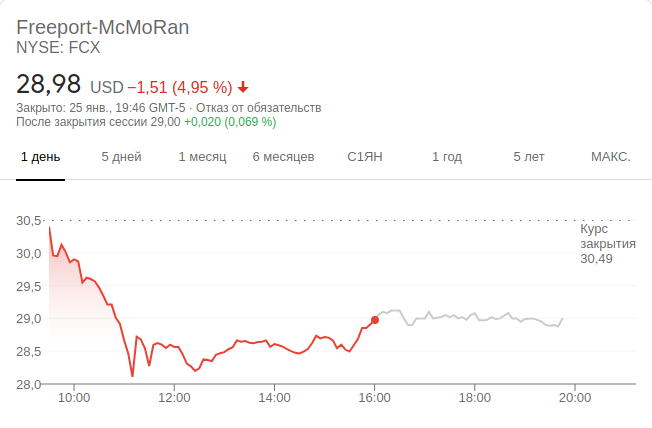 Freeport-McMoRan
NYSE: FCX
28,98 USD −1,51 (4,95 %)
Закрыто: 25 янв., 19:46 GMT-5 · Отказ от обязательств
После закрытия сессии 29,00 +0,020 (0,069 %)
1 день 5 дней 1 месяц 6 месяцев С1ЯН 1 год 5 лет МАКС.
30,5
Курс
закрытия
30,49
30,0
29,5
29,0
28,5
28,0
10:00 12:00 14:00 16:00 18:00 20:00